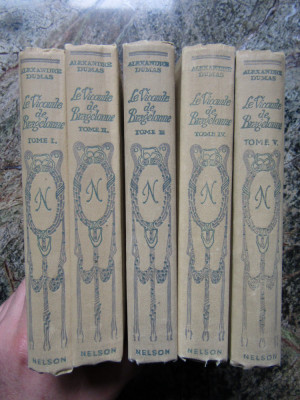 ALEXANDRE
DUMAS
Le Vicomte
de
Bragelonne
TOME I.
N
NELSON
ALEXANDRE
DUMAS
Le Vicomte
de
Bragelonne
TOME II.
N
NELSON
ALEXANDRE
DUMAS
Le Vicomte
de
Bragelonne
TOME III.
N
NELSON
ALEXANDRE
DUMAS
Le Vicomte
de
Bragelonne
TOME IV.
N
NELSON
ALEXANDRE
DUMAS
Le Vicomte
de
Bragelonne
TOME V.
N
NELSON